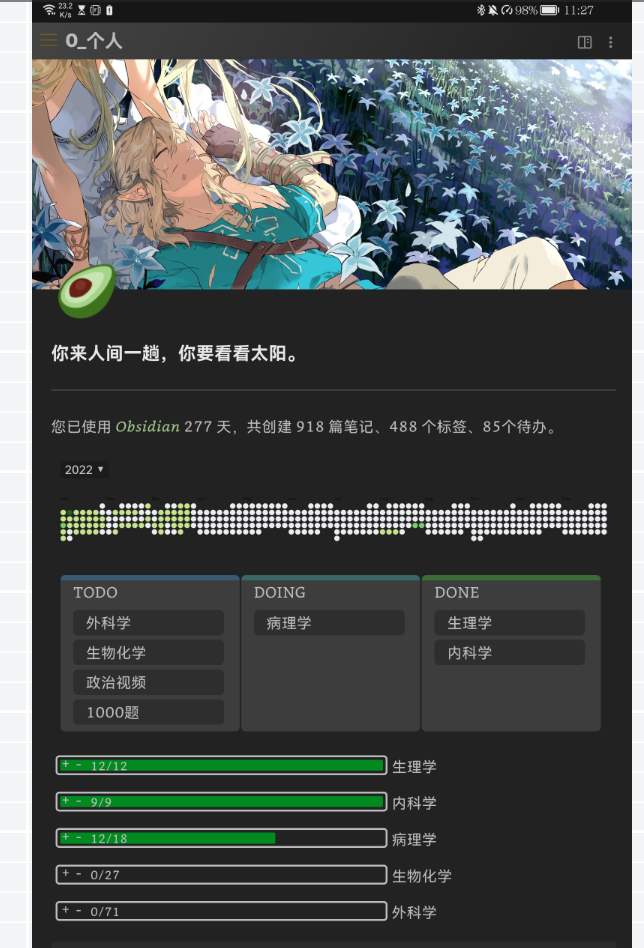 23.2
K/s
98% 11:27
0_个人
你来人间一趟，你要看看太阳。
您已使用 Obsidian 277 天，共创建 918 篇笔记、488 个标签、85个待办。
2022 ▾
TODO
外科学
生物化学
政治视频
1000题
DOING
病理学
DONE
生理学
内科学
+ - 12/12 生理学
+ - 9/9 内科学
+ - 12/18 病理学
+ - 0/27 生物化学
+ - 0/71 外科学